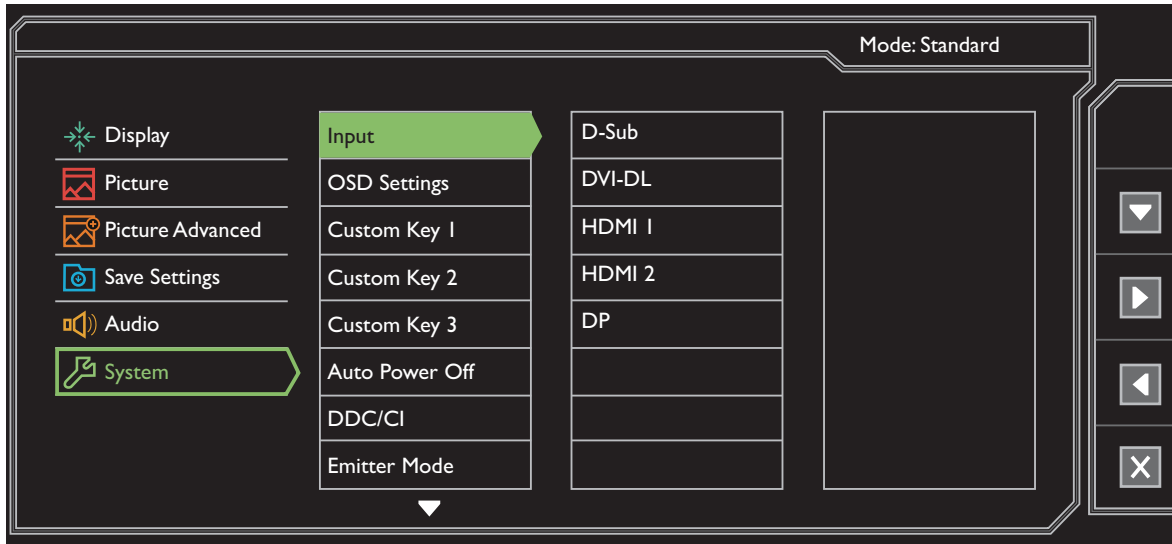 Mode: Standard
Display
Picture
Picture Advanced
Save Settings
Audio
System
Input
OSD Settings
Custom Key 1
Custom Key 2
Custom Key 3
Auto Power Off
DDC/CI
Emitter Mode
D-Sub
DVI-DL
HDMI 1
HDMI 2
DP